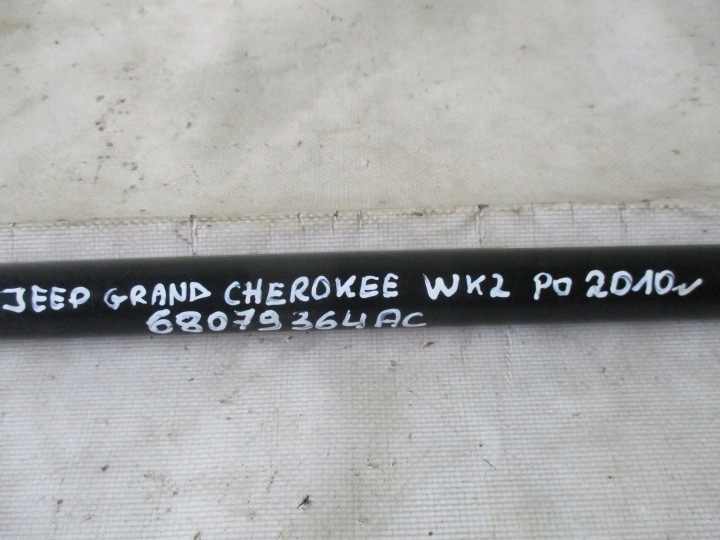 JEEP GRAND CHEROKEE WK2 PO 2010r
68079364AC